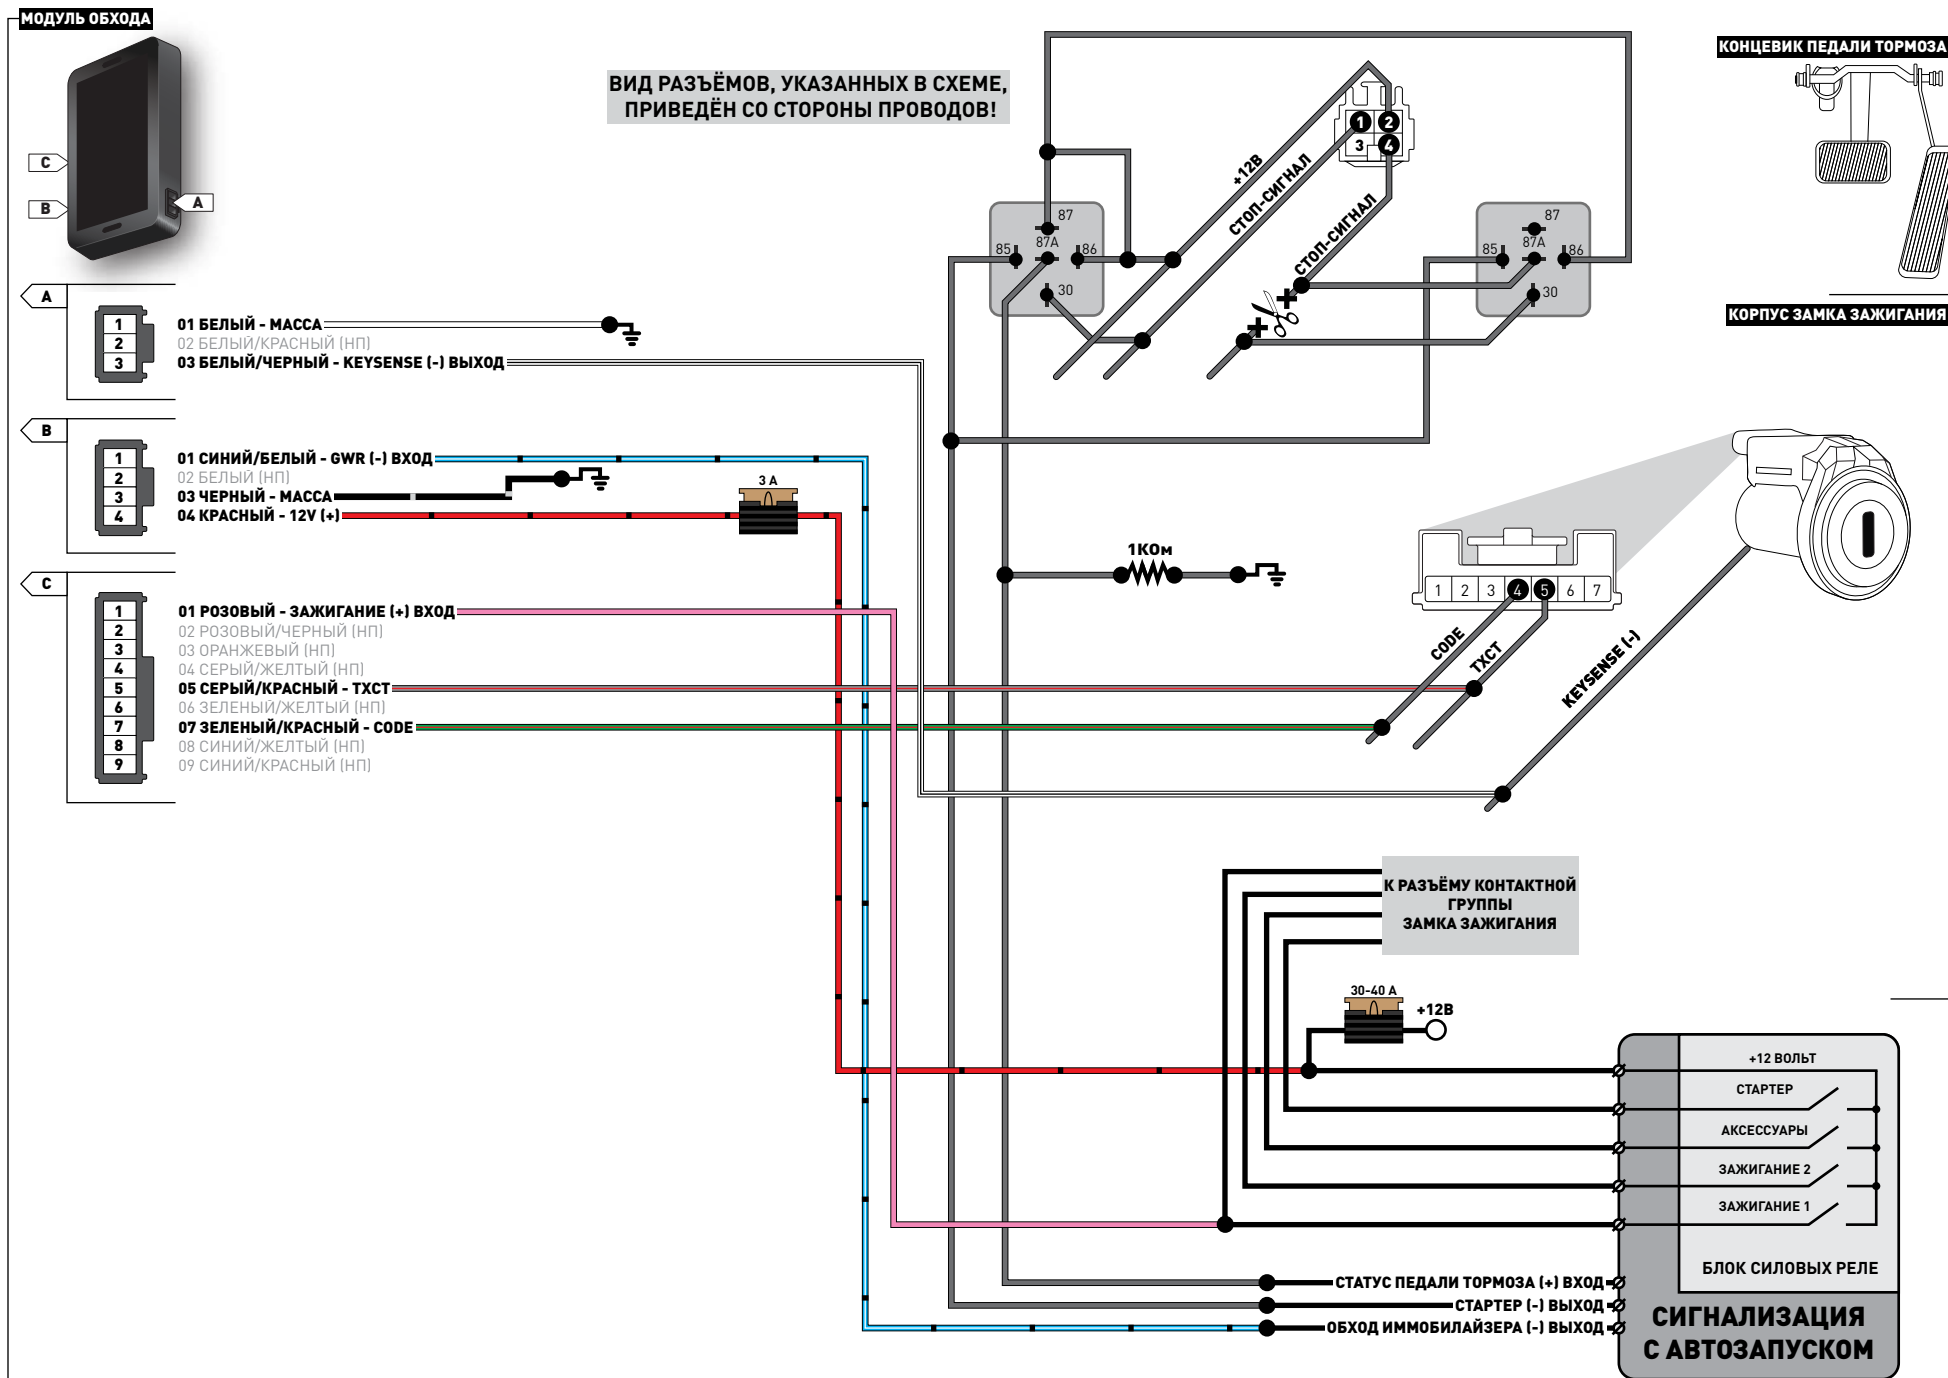 МОДУЛЬ ОБХОДА
C
B
A
ВИД РАЗЪЁМОВ, УКАЗАННЫХ В СХЕМЕ,
ПРИВЕДЁН СО СТОРОНЫ ПРОВОДОВ!
КОНЦЕВИК ПЕДАЛИ ТОРМОЗА
1
2
3
4
+12В
СТОП-СИГНАЛ
СТОП-СИГНАЛ
87
85
87A
86
30
87
85
87A
86
30
КОРПУС ЗАМКА ЗАЖИГАНИЯ
A
1
2
3
01 БЕЛЫЙ - МАССА
02 БЕЛЫЙ/КРАСНЫЙ (НП)
03 БЕЛЫЙ/ЧЕРНЫЙ - KEYSENSE (-) ВЫХОД
B
1
2
3
4
01 СИНИЙ/БЕЛЫЙ - GWR (-) ВХОД
02 БЕЛЫЙ (НП)
03 ЧЕРНЫЙ - МАССА
04 КРАСНЫЙ - 12V (+)
3 А
1КОм
1 2 3 4 5 6 7
CODE
TXCT
KEYSENSE (-)
C
1
2
3
4
5
6
7
8
9
01 РОЗОВЫЙ - ЗАЖИГАНИЕ (+) ВХОД
02 РОЗОВЫЙ/ЧЕРНЫЙ (НП)
03 ОРАНЖЕВЫЙ (НП)
04 СЕРЫЙ/ЖЕЛТЫЙ (НП)
05 СЕРЫЙ/КРАСНЫЙ - TXCT
06 ЗЕЛЕНЫЙ/ЖЕЛТЫЙ (НП)
07 ЗЕЛЕНЫЙ/КРАСНЫЙ - CODE
08 СИНИЙ/ЖЕЛТЫЙ (НП)
09 СИНИЙ/КРАСНЫЙ (НП)
К РАЗЪЁМУ КОНТАКТНОЙ
ГРУППЫ
ЗАМКА ЗАЖИГАНИЯ
30-40 А
+12В
+12 ВОЛЬТ
СТАРТЕР
АКСЕССУАРЫ
ЗАЖИГАНИЕ 2
ЗАЖИГАНИЕ 1
БЛОК СИЛОВЫХ РЕЛЕ
СТАТУС ПЕДАЛИ ТОРМОЗА (+) ВХОД
СТАРТЕР (-) ВЫХОД
ОБХОД ИММОБИЛАЙЗЕРА (-) ВЫХОД
СИГНАЛИЗАЦИЯ
С АВТОЗАПУСКОМ